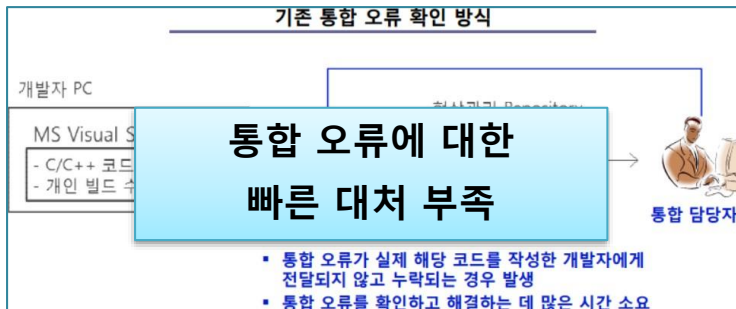 기존 통합 오류 확인 방식
개발자 PC
MS Visual
- C/C++ 코드
- 개인 빌드
통합 오류에 대한
빠른 대처 부족
통합 담당자
▪ 통합 오류가 실제 해당 코드를 작성한 개발자에게
전달되지 않고 누락되는 경우 발생
▪ 통합 오류를 확인하고 해결하는 데 많은 시간 소요